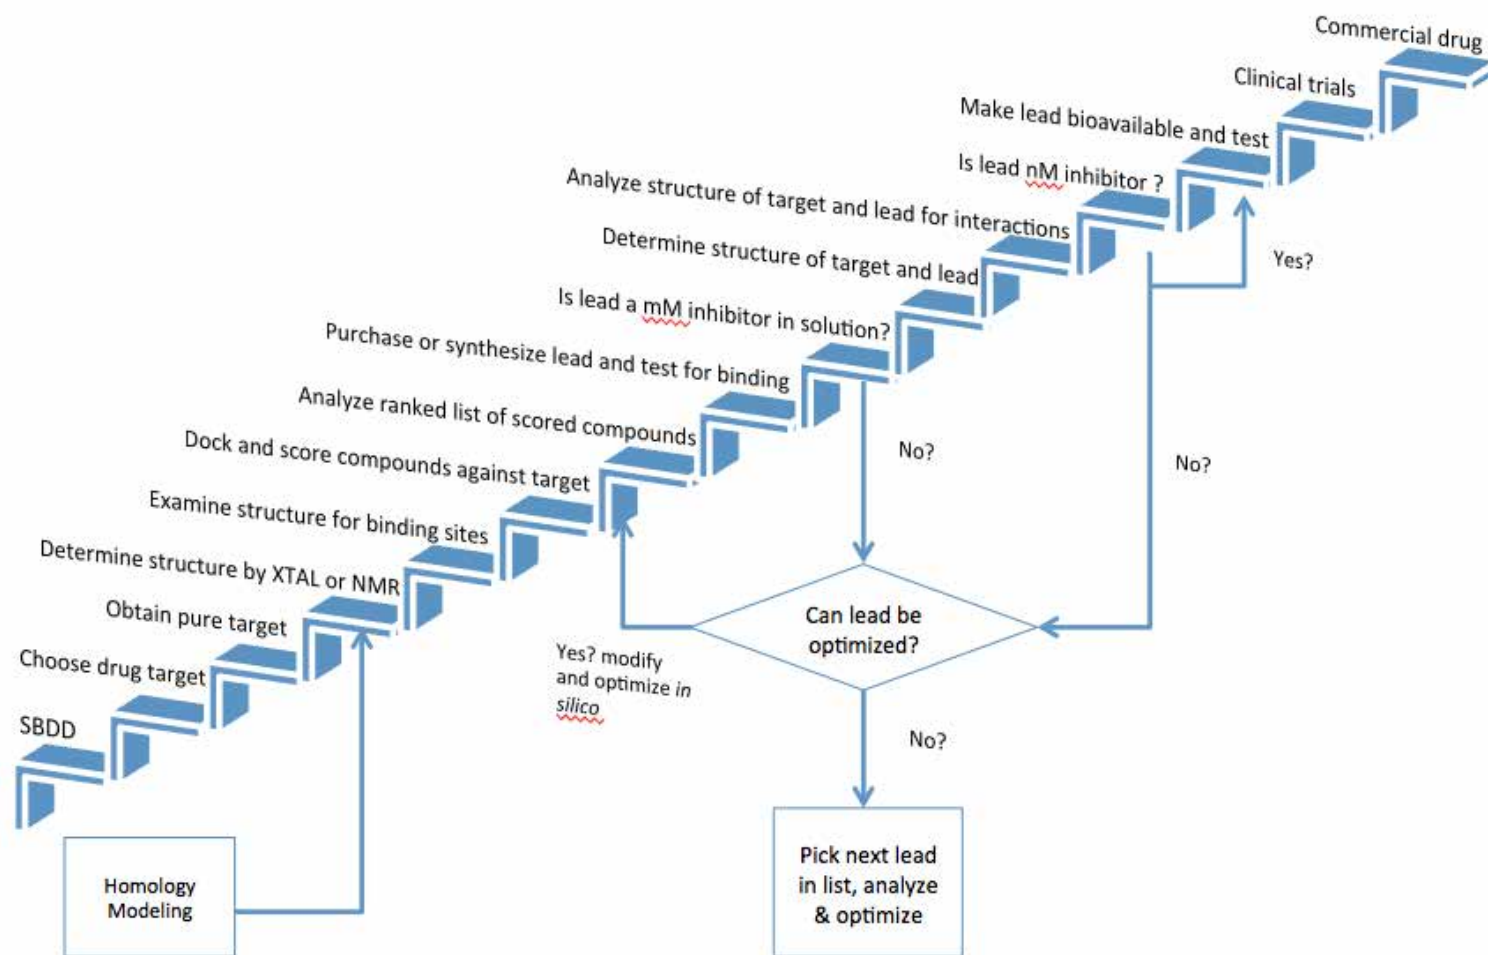 Commercial drug
Clinical trials
Make lead bioavailable and test
Is lead nM inhibitor ?
Analyze structure of target and lead for interactions
Determine structure of target and lead
Is lead a mM inhibitor in solution?
Purchase or synthesize lead and test for binding
Analyze ranked list of scored compounds
Dock and score compounds against target
Examine structure for binding sites
Determine structure by XTAL or NMR
Obtain pure target
Choose drug target
SBDD
Yes?
No?
No?
Can lead be
optimized?
Yes? modify
and optimize in
silico
No?
Homology
Modeling
Pick next lead
in list, analyze
& optimize